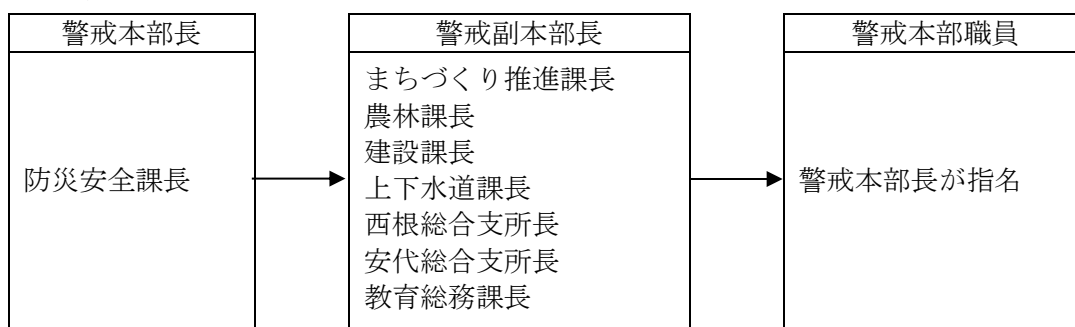 警戒本部長
防災安全課長
警戒副本部長
まちづくり推進課長
農林課長
建設課長
上下水道課長
西根総合支所長
安代総合支所長
教育総務課長
警戒本部職員
警戒本部長が指名